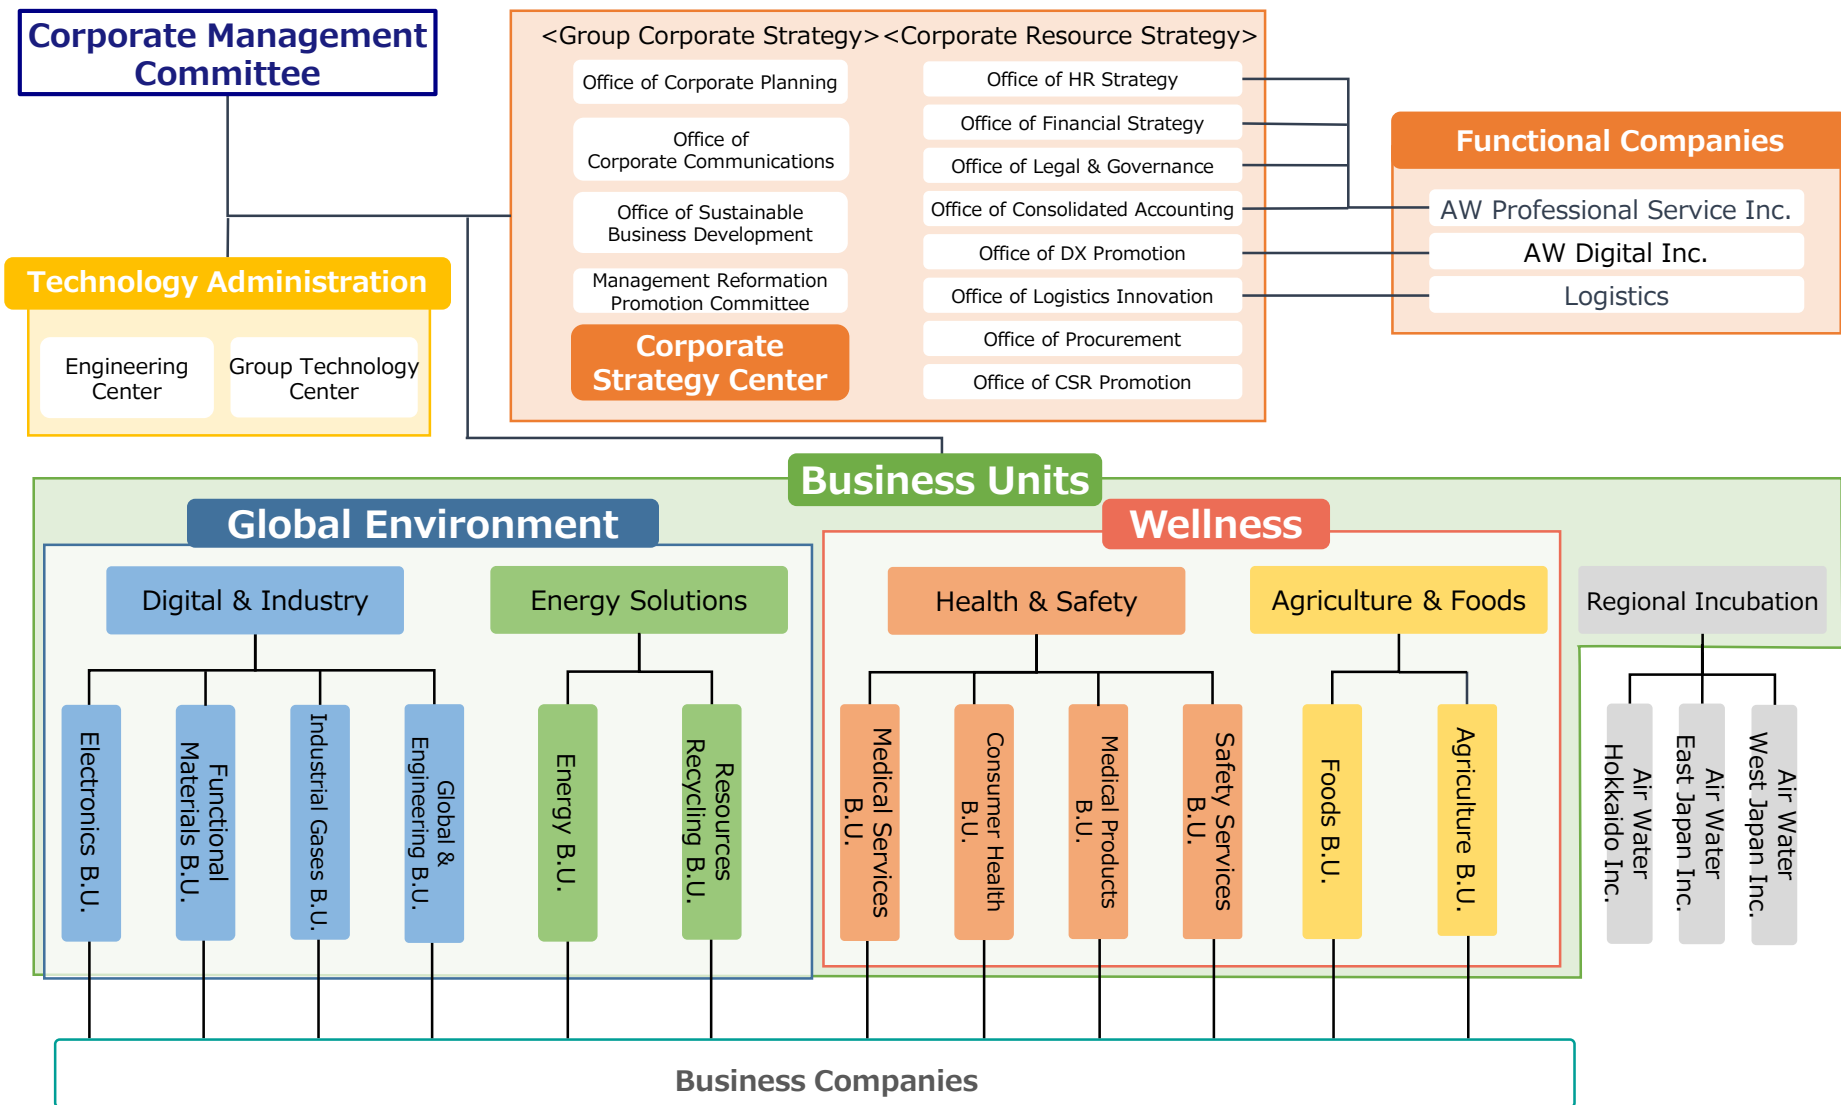 Corporate Management
Committee
<Group Corporate Strategy>
Office of Corporate Planning
Office of
Corporate Communications
Office of Sustainable
Business Development
Management Reformation
Promotion Committee
Corporate
Strategy Center
<Corporate Resource Strategy>
Office of HR Strategy
Office of Financial Strategy
Office of Legal & Governance
Office of Consolidated Accounting
Office of DX Promotion
Office of Logistics Innovation
Office of Procurement
Office of CSR Promotion
Functional Companies
AW Professional Service Inc.
AW Digital Inc.
Logistics
Technology Administration
Engineering
Center
Group Technology
Center
Business Units
Global Environment
Wellness
Digital & Industry
Energy Solutions
Health & Safety
Agriculture & Foods
Regional Incubation
Electronics B.U.
Functional
Materials B.U.
Industrial Gases B.U.
Global &
Engineering B.U.
Energy B.U.
Resources
Recycling B.U.
Medical Services
B.U.
Consumer Health
B.U.
Medical Products
B.U.
Safety Services
B.U.
Foods B.U.
Agriculture B.U.
Air Water
Hokkaido Inc.
Air Water
East Japan Inc.
Air Water
West Japan Inc.
Business Companies